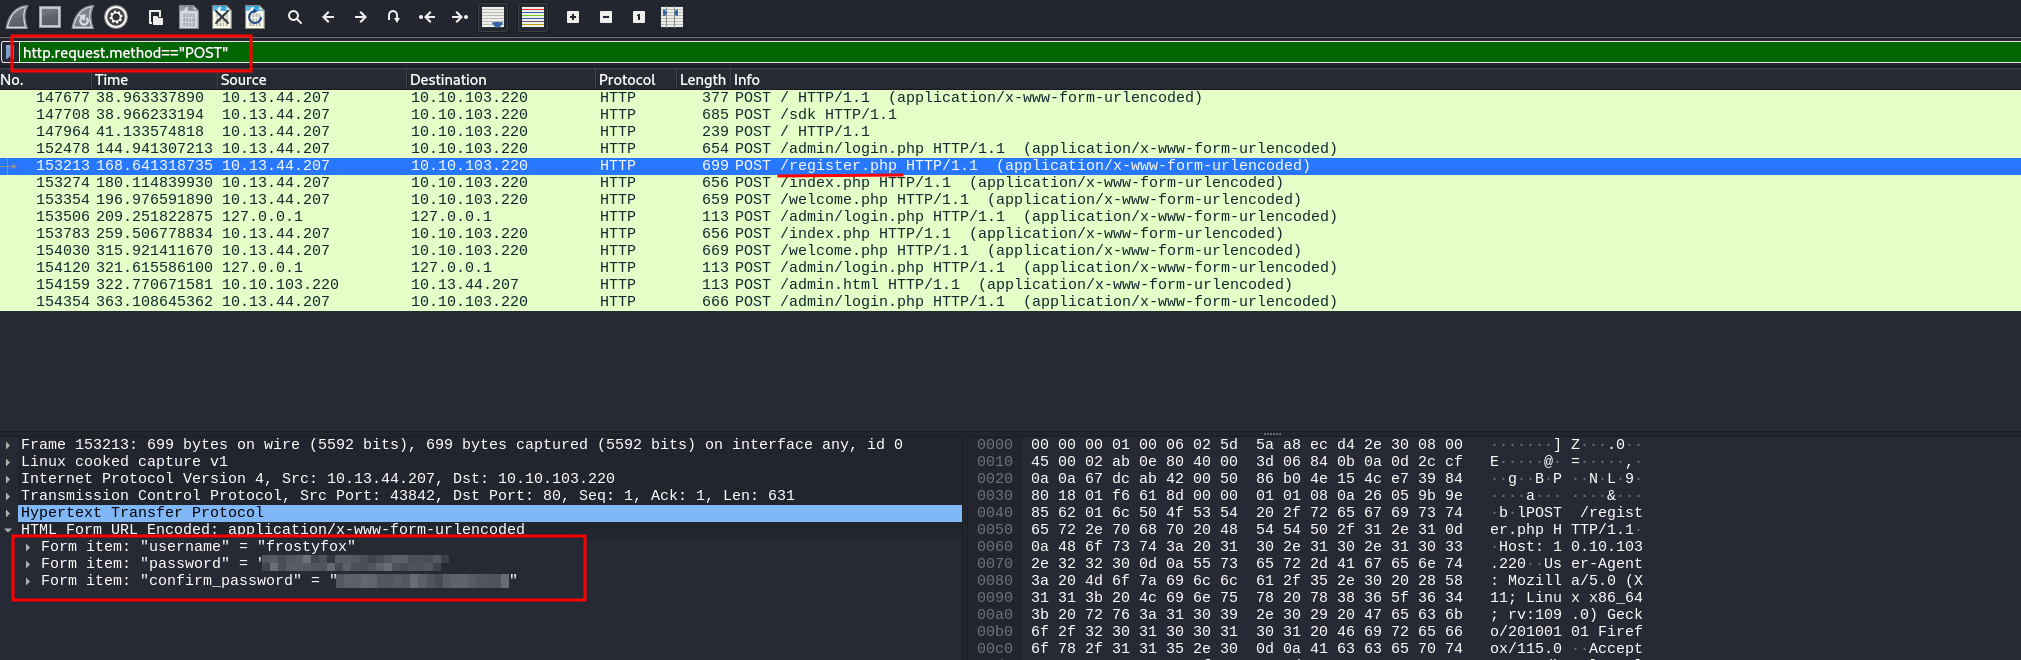 http.request.method=="POST"
No. Time Source Destination Protocol Length Info
147677 38.963337890 10.13.44.207 10.10.103.220 HTTP 377 POST / HTTP/1.1 (application/x-www-form-urlencoded)
147708 38.966233194 10.13.44.207 10.10.103.220 HTTP 685 POST /sdk HTTP/1.1
147964 41.133574818 10.13.44.207 10.10.103.220 HTTP 239 POST / HTTP/1.1
152478 144.941307213 10.13.44.207 10.10.103.220 HTTP 654 POST /admin/login.php HTTP/1.1 (application/x-www-form-urlencoded)
153213 168.641318735 10.13.44.207 10.10.103.220 HTTP 699 POST /register.php HTTP/1.1 (application/x-www-form-urlencoded)
153274 180.114839930 10.13.44.207 10.10.103.220 HTTP 656 POST /index.php HTTP/1.1 (application/x-www-form-urlencoded)
153354 196.976591890 10.13.44.207 10.10.103.220 HTTP 659 POST /welcome.php HTTP/1.1 (application/x-www-form-urlencoded)
153506 209.251822875 127.0.0.1 127.0.0.1 HTTP 113 POST /admin/login.php HTTP/1.1 (application/x-www-form-urlencoded)
153783 259.506778834 10.13.44.207 10.10.103.220 HTTP 656 POST /index.php HTTP/1.1 (application/x-www-form-urlencoded)
154030 315.921411670 10.13.44.207 10.10.103.220 HTTP 669 POST /welcome.php HTTP/1.1 (application/x-www-form-urlencoded)
154120 321.615586100 127.0.0.1 127.0.0.1 HTTP 113 POST /admin/login.php HTTP/1.1 (application/x-www-form-urlencoded)
154159 322.770671581 10.10.103.220 10.13.44.207 HTTP 113 POST /admin.html HTTP/1.1 (application/x-www-form-urlencoded)
154354 363.108645362 10.13.44.207 10.10.103.220 HTTP 666 POST /admin/login.php HTTP/1.1 (application/x-www-form-urlencoded)
Frame 153213: 699 bytes on wire (5592 bits), 699 bytes captured (5592 bits) on interface any, id 0
Linux cooked capture v1
Internet Protocol Version 4, Src: 10.13.44.207, Dst: 10.10.103.220
Transmission Control Protocol, Src Port: 43842, Dst Port: 80, Seq: 1, Ack: 1, Len: 631
Hypertext Transfer Protocol
HTML Form URL Encoded: application/x-www-form-urlencoded
Form item: "username" = "frostyfox"
Form item: "password" = "
Form item: "confirm_password" = " "
0000 00 00 00 01 00 06 02 5d 5a a8 ec d4 2e 30 08 00 ·······] Z····.0··
0010 45 00 02 ab 0e 80 40 00 3d 06 84 0b 0a 0d 2c cf E·····@· =·····,·
0020 0a 0a 67 dc ab 42 00 50 86 b0 4e 15 4c e7 39 84 ··g··B·P ··N·L·9·
0030 80 18 01 f6 61 8d 00 00 01 01 08 0a 26 05 9b 9e ····a··· ····&···
0040 85 62 01 6c 50 4f 53 54 20 2f 72 65 67 69 73 74 ·b·lPOST /regist
0050 65 72 2e 70 68 70 20 48 54 54 50 2f 31 2e 31 0d er.php H TTP/1.1·
0060 0a 48 6f 73 74 3a 20 31 30 2e 31 30 2e 31 30 33 ·Host: 1 0.10.103
0070 2e 32 32 30 0d 0a 55 73 65 72 2d 41 67 65 6e 74 .220··Us er-Agent
0080 3a 20 4d 6f 7a 69 6c 6c 61 2f 35 2e 30 20 28 58 : Mozill a/5.0 (X
0090 31 31 3b 20 4c 69 6e 75 78 20 78 38 36 5f 36 34 11; Linu x x86_64
00a0 3b 20 72 76 3a 31 30 39 2e 30 29 20 47 65 63 6b ; rv:109 .0) Geck
00b0 6f 2f 32 30 31 30 30 31 30 31 20 46 69 72 65 66 o/201001 01 Firef
00c0 6f 78 2f 31 31 35 2e 30 0d 0a 41 63 63 65 70 74 ox/115.0 ··Accept